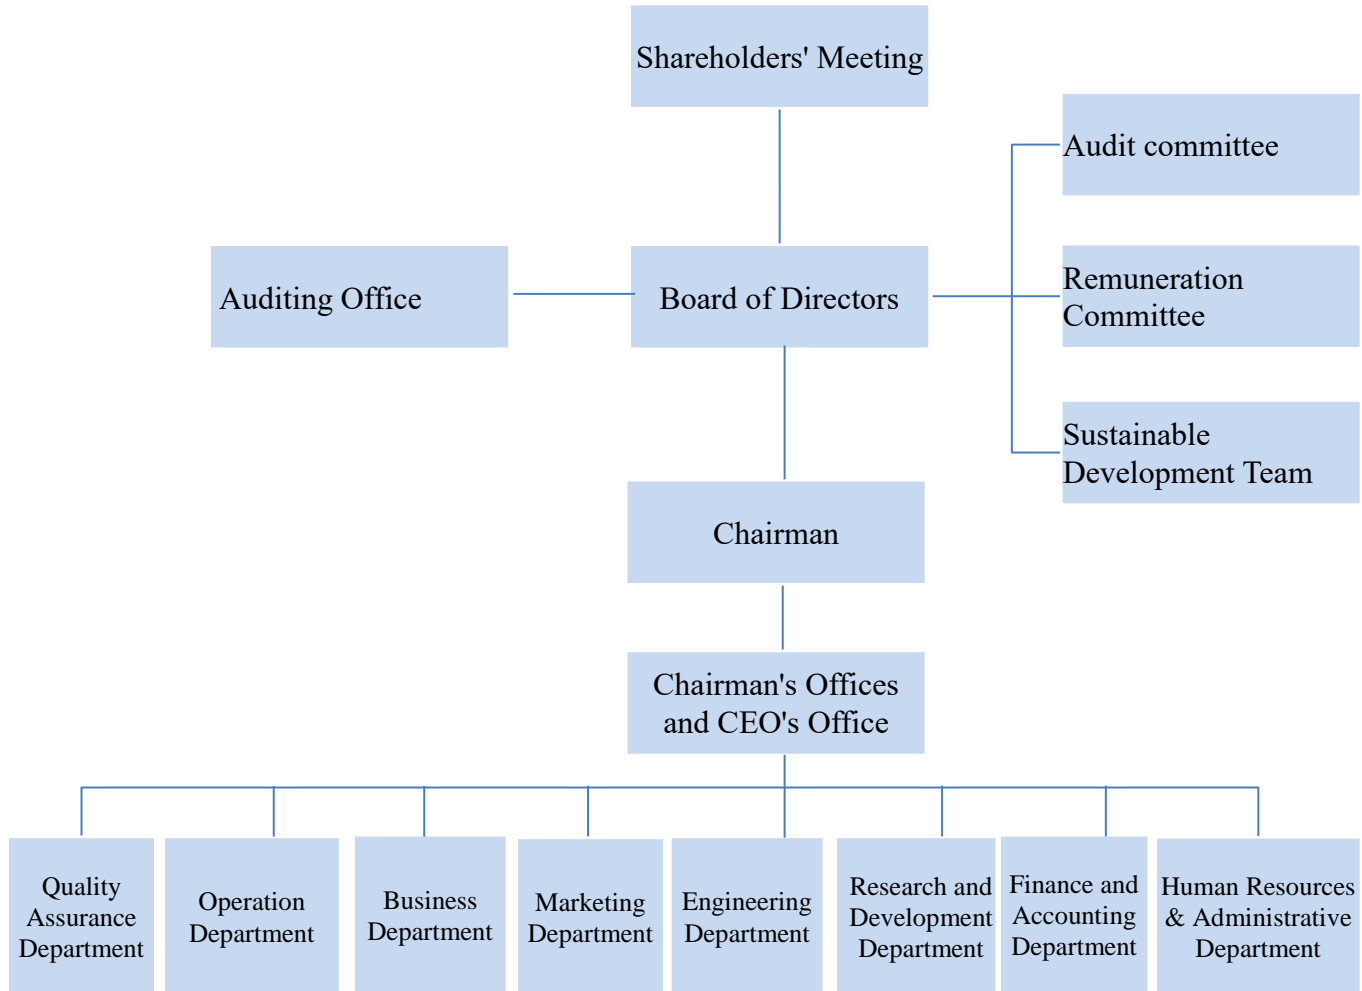 Shareholders' Meeting
Audit committee
Auditing Office
Board of Directors
Remuneration
Committee
Sustainable
Development Team
Chairman
Chairman's Offices
and CEO's Office
Quality
Assurance
Department
Operation
Department
Business
Department
Marketing
Department
Engineering
Department
Research and
Development
Department
Finance and
Accounting
Department
Human Resources
& Administrative
Department